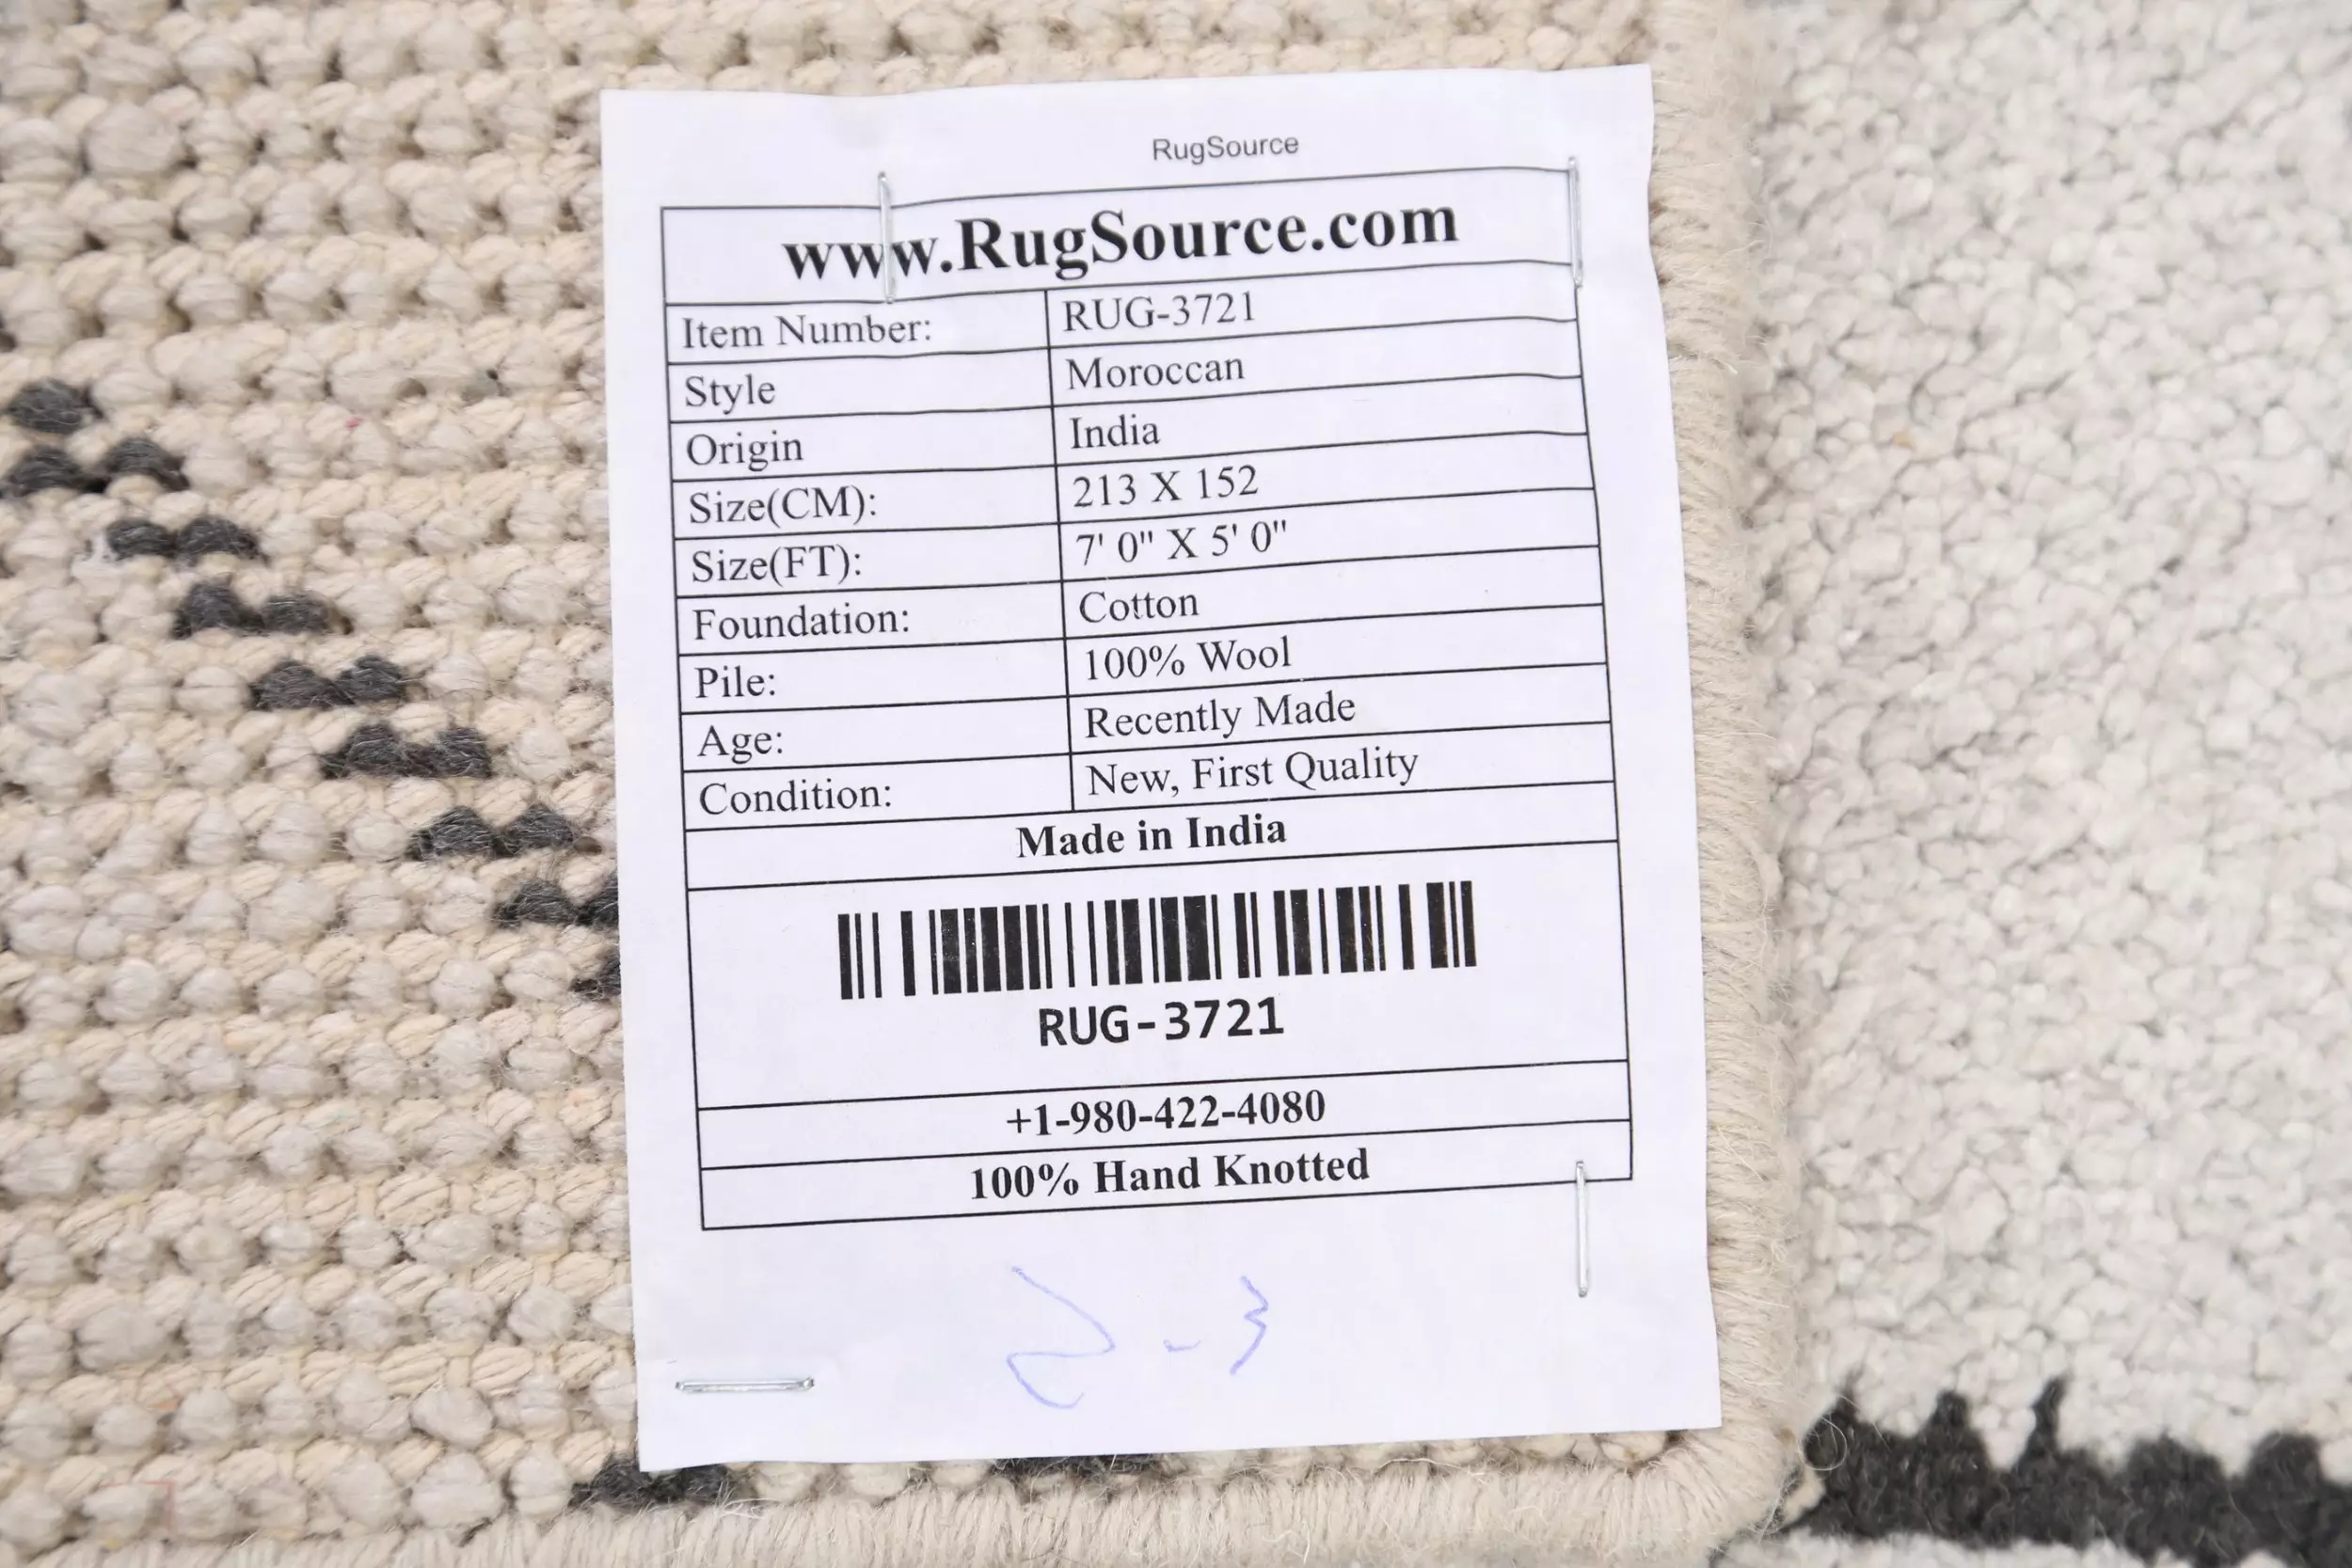 RugSource
www.RugSource.com
Item Number: RUG-3721
Style Moroccan
Origin India
Size(CM): 213 X 152
Size(FT): 7' 0" X 5' 0"
Foundation: Cotton
Pile: 100% Wool
Age: Recently Made
Condition: New, First Quality
Made in India
RUG-3721
+1-980-422-4080
100% Hand Knotted